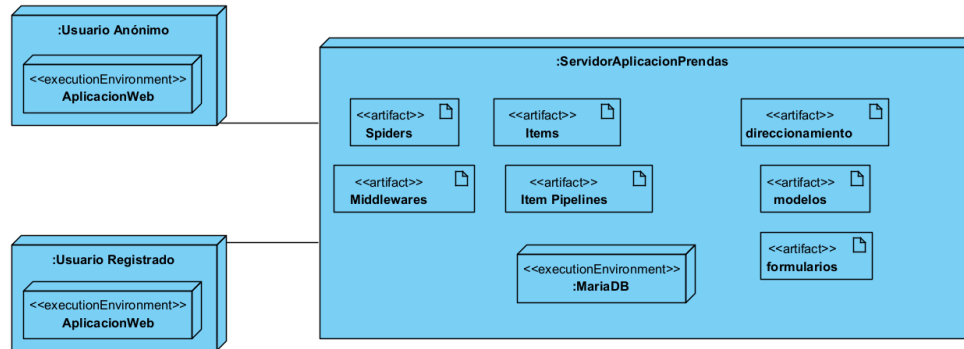 :Usuario Anónimo
<<executionEnvironment>>
AplicacionWeb
:Usuario Registrado
<<executionEnvironment>>
AplicacionWeb
:ServidorAplicacionPrendas
<<artifact>>
Spiders
<<artifact>>
Items
<<artifact>>
direccionamiento
<<artifact>>
Middlewares
<<artifact>>
Item Pipelines
<<artifact>>
modelos
<<executionEnvironment>>
:MariaDB
<<artifact>>
formularios